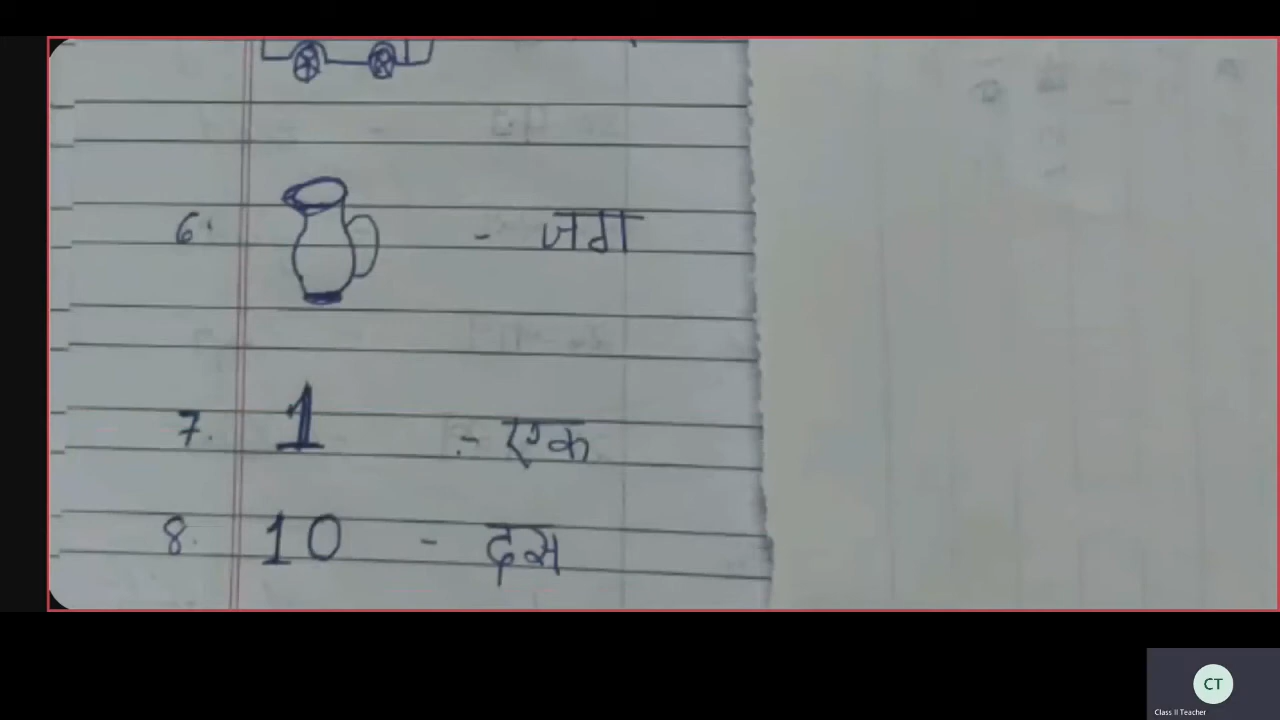 6. - जग
7. 1 - एक
8. 10 - दस
CT
Class II Teacher